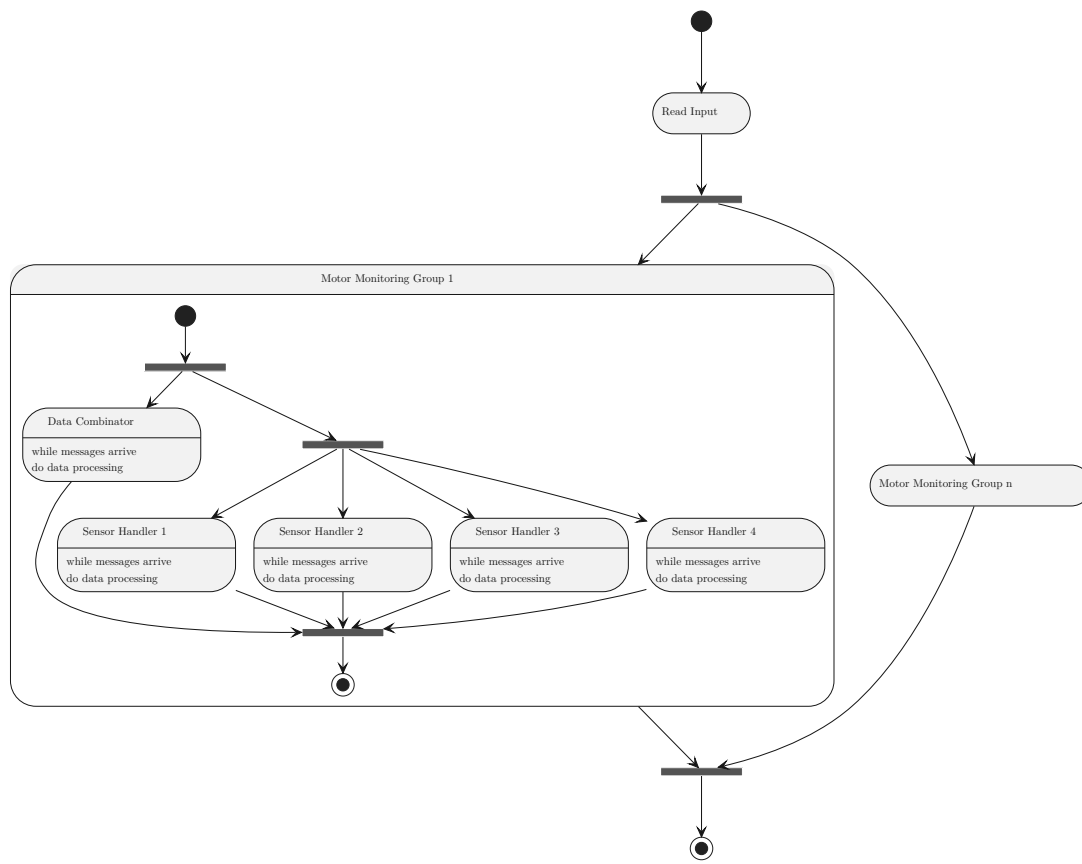 Read Input
Motor Monitoring Group 1
Data Combinator
while messages arrive
do data processing
Motor Monitoring Group n
Sensor Handler 1
while messages arrive
do data processing
Sensor Handler 2
while messages arrive
do data processing
Sensor Handler 3
while messages arrive
do data processing
Sensor Handler 4
while messages arrive
do data processing